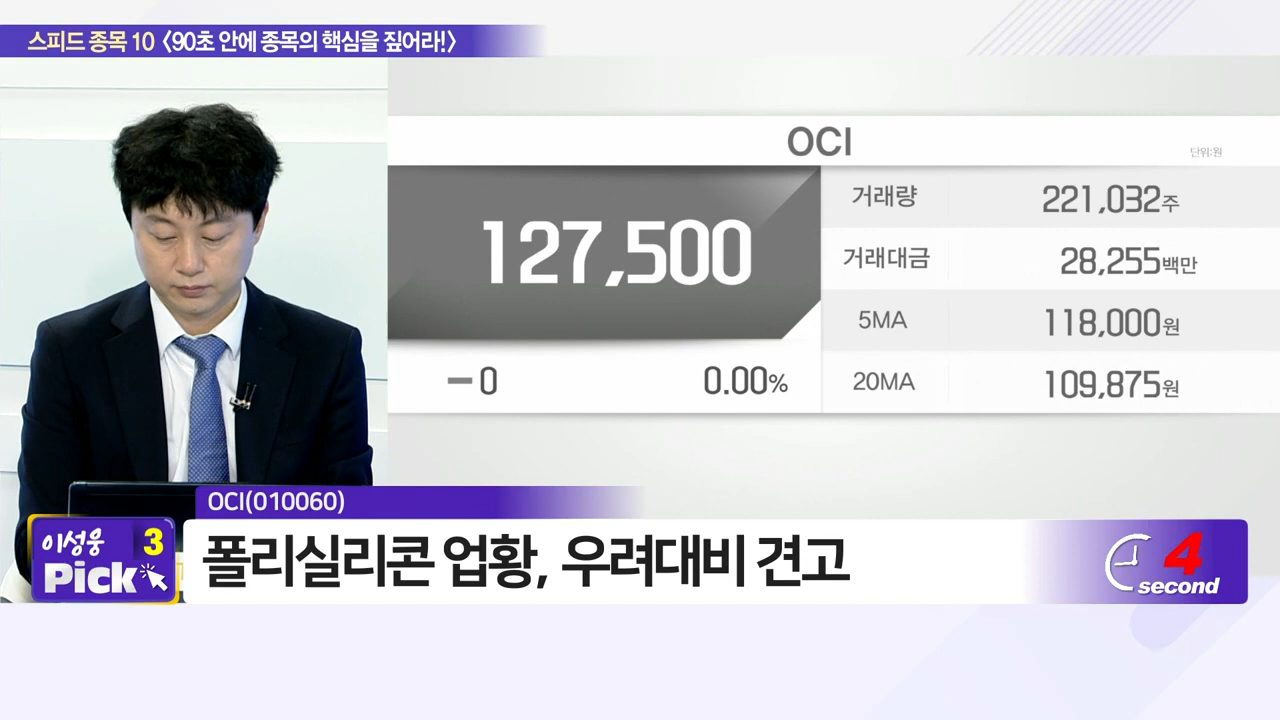 스피드 종목 10 <90초 안에 종목의 핵심을 짚어라!>
OCI
단위:원
127,500
0
0.00%
거래량 221,032주
거래대금 28,255백만
5MA 118,000원
20MA 109,875원
OCI(010060)
이성웅 3
Pick
폴리실리콘 업황, 우려대비 견고
4
second